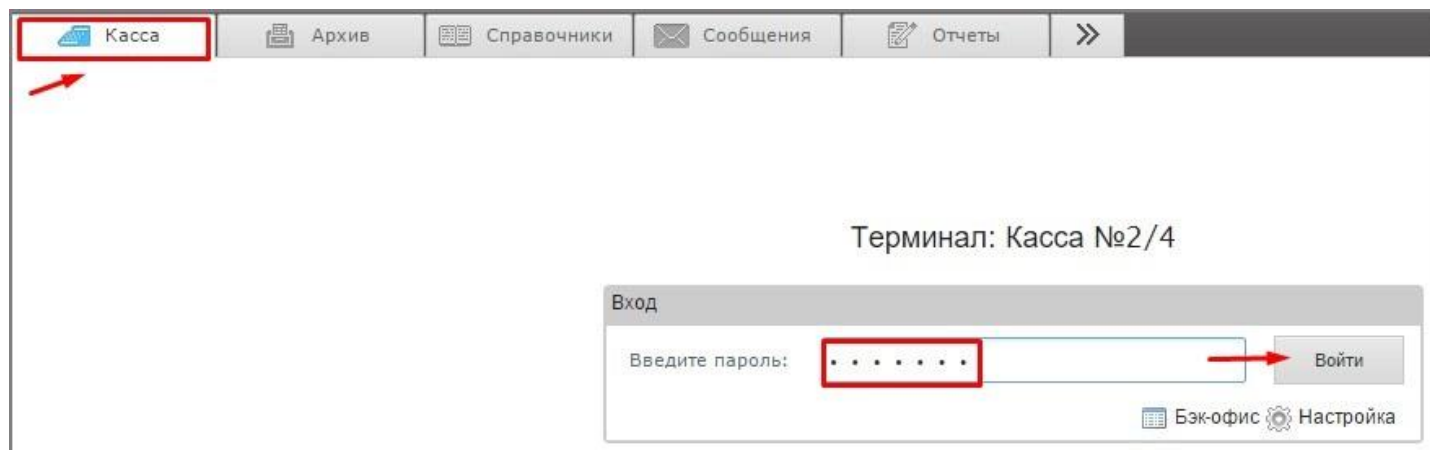 Касса Архив Справочники Сообщения Отчеты
Терминал: Касса №2/4
Вход
Введите пароль: Войти
Бэк-офис Настройка